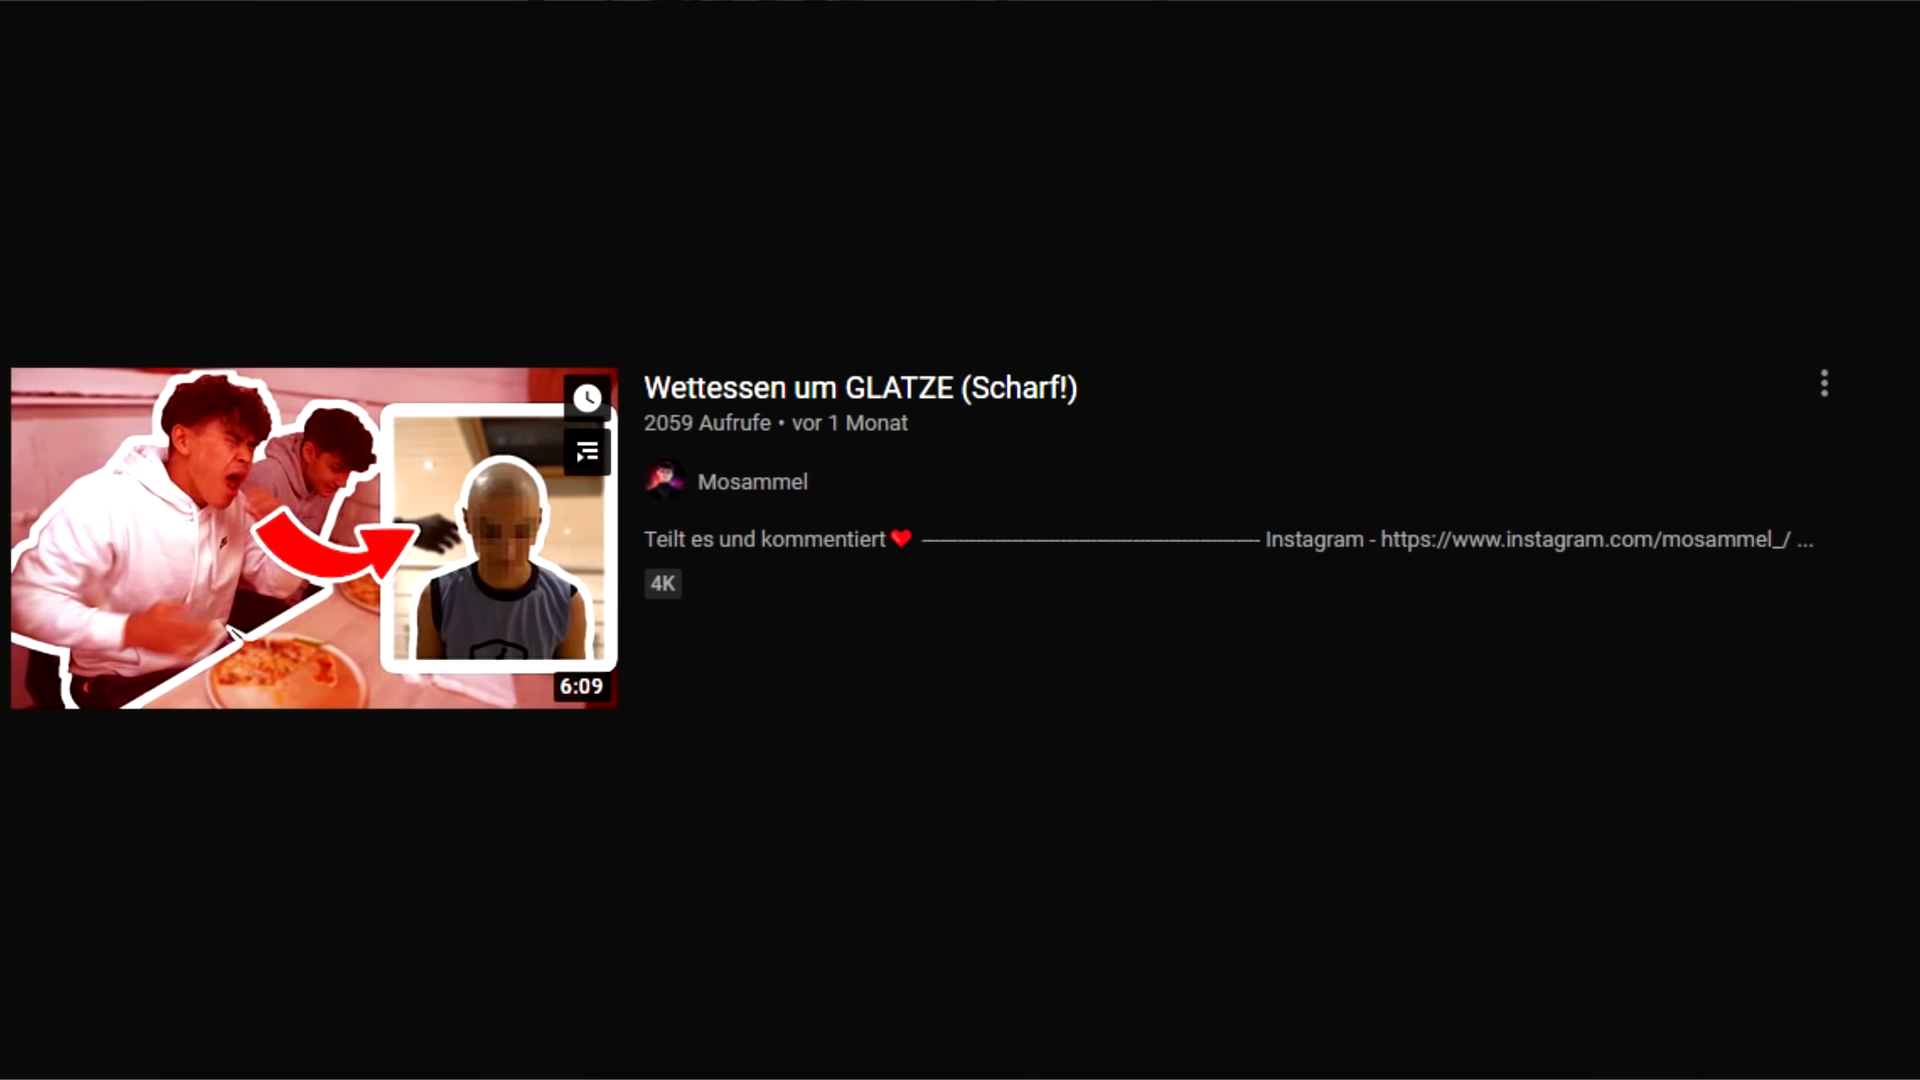 Wettessen um GLATZE (Scharf!)
2059 Aufrufe • vor 1 Monat
Mosammel
Teilt es und kommentiert❤ ———————————————————— Instagram - https://www.instagram.com/mosammel_/ ...
4K
6:09